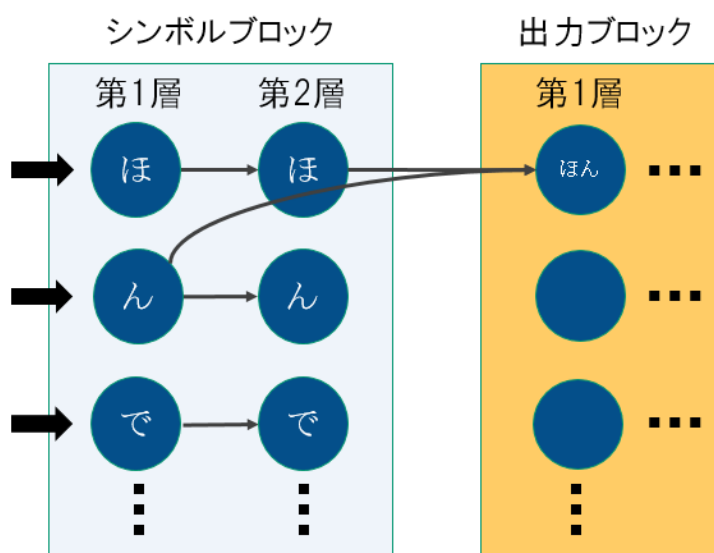 シンボルブロック
出力ブロック
第1層
第2層
第1層
ほ
ほ
ほん
ん
ん
で
で